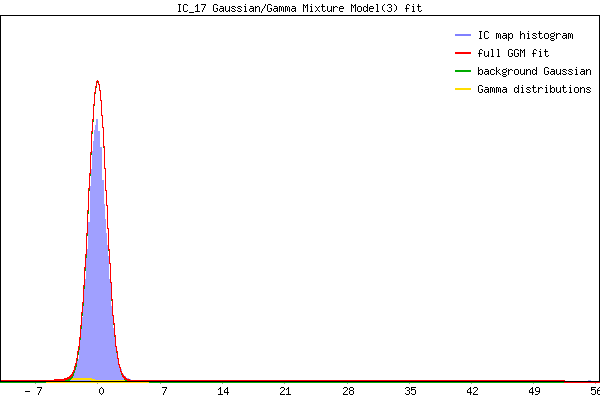 IC_17 Gaussian/Gamma Mixture Model(3) fit
IC map histogram
full GGM fit
background Gaussian
Gamma distributions
- 7 0 7 14 21 28 35 42 49 56